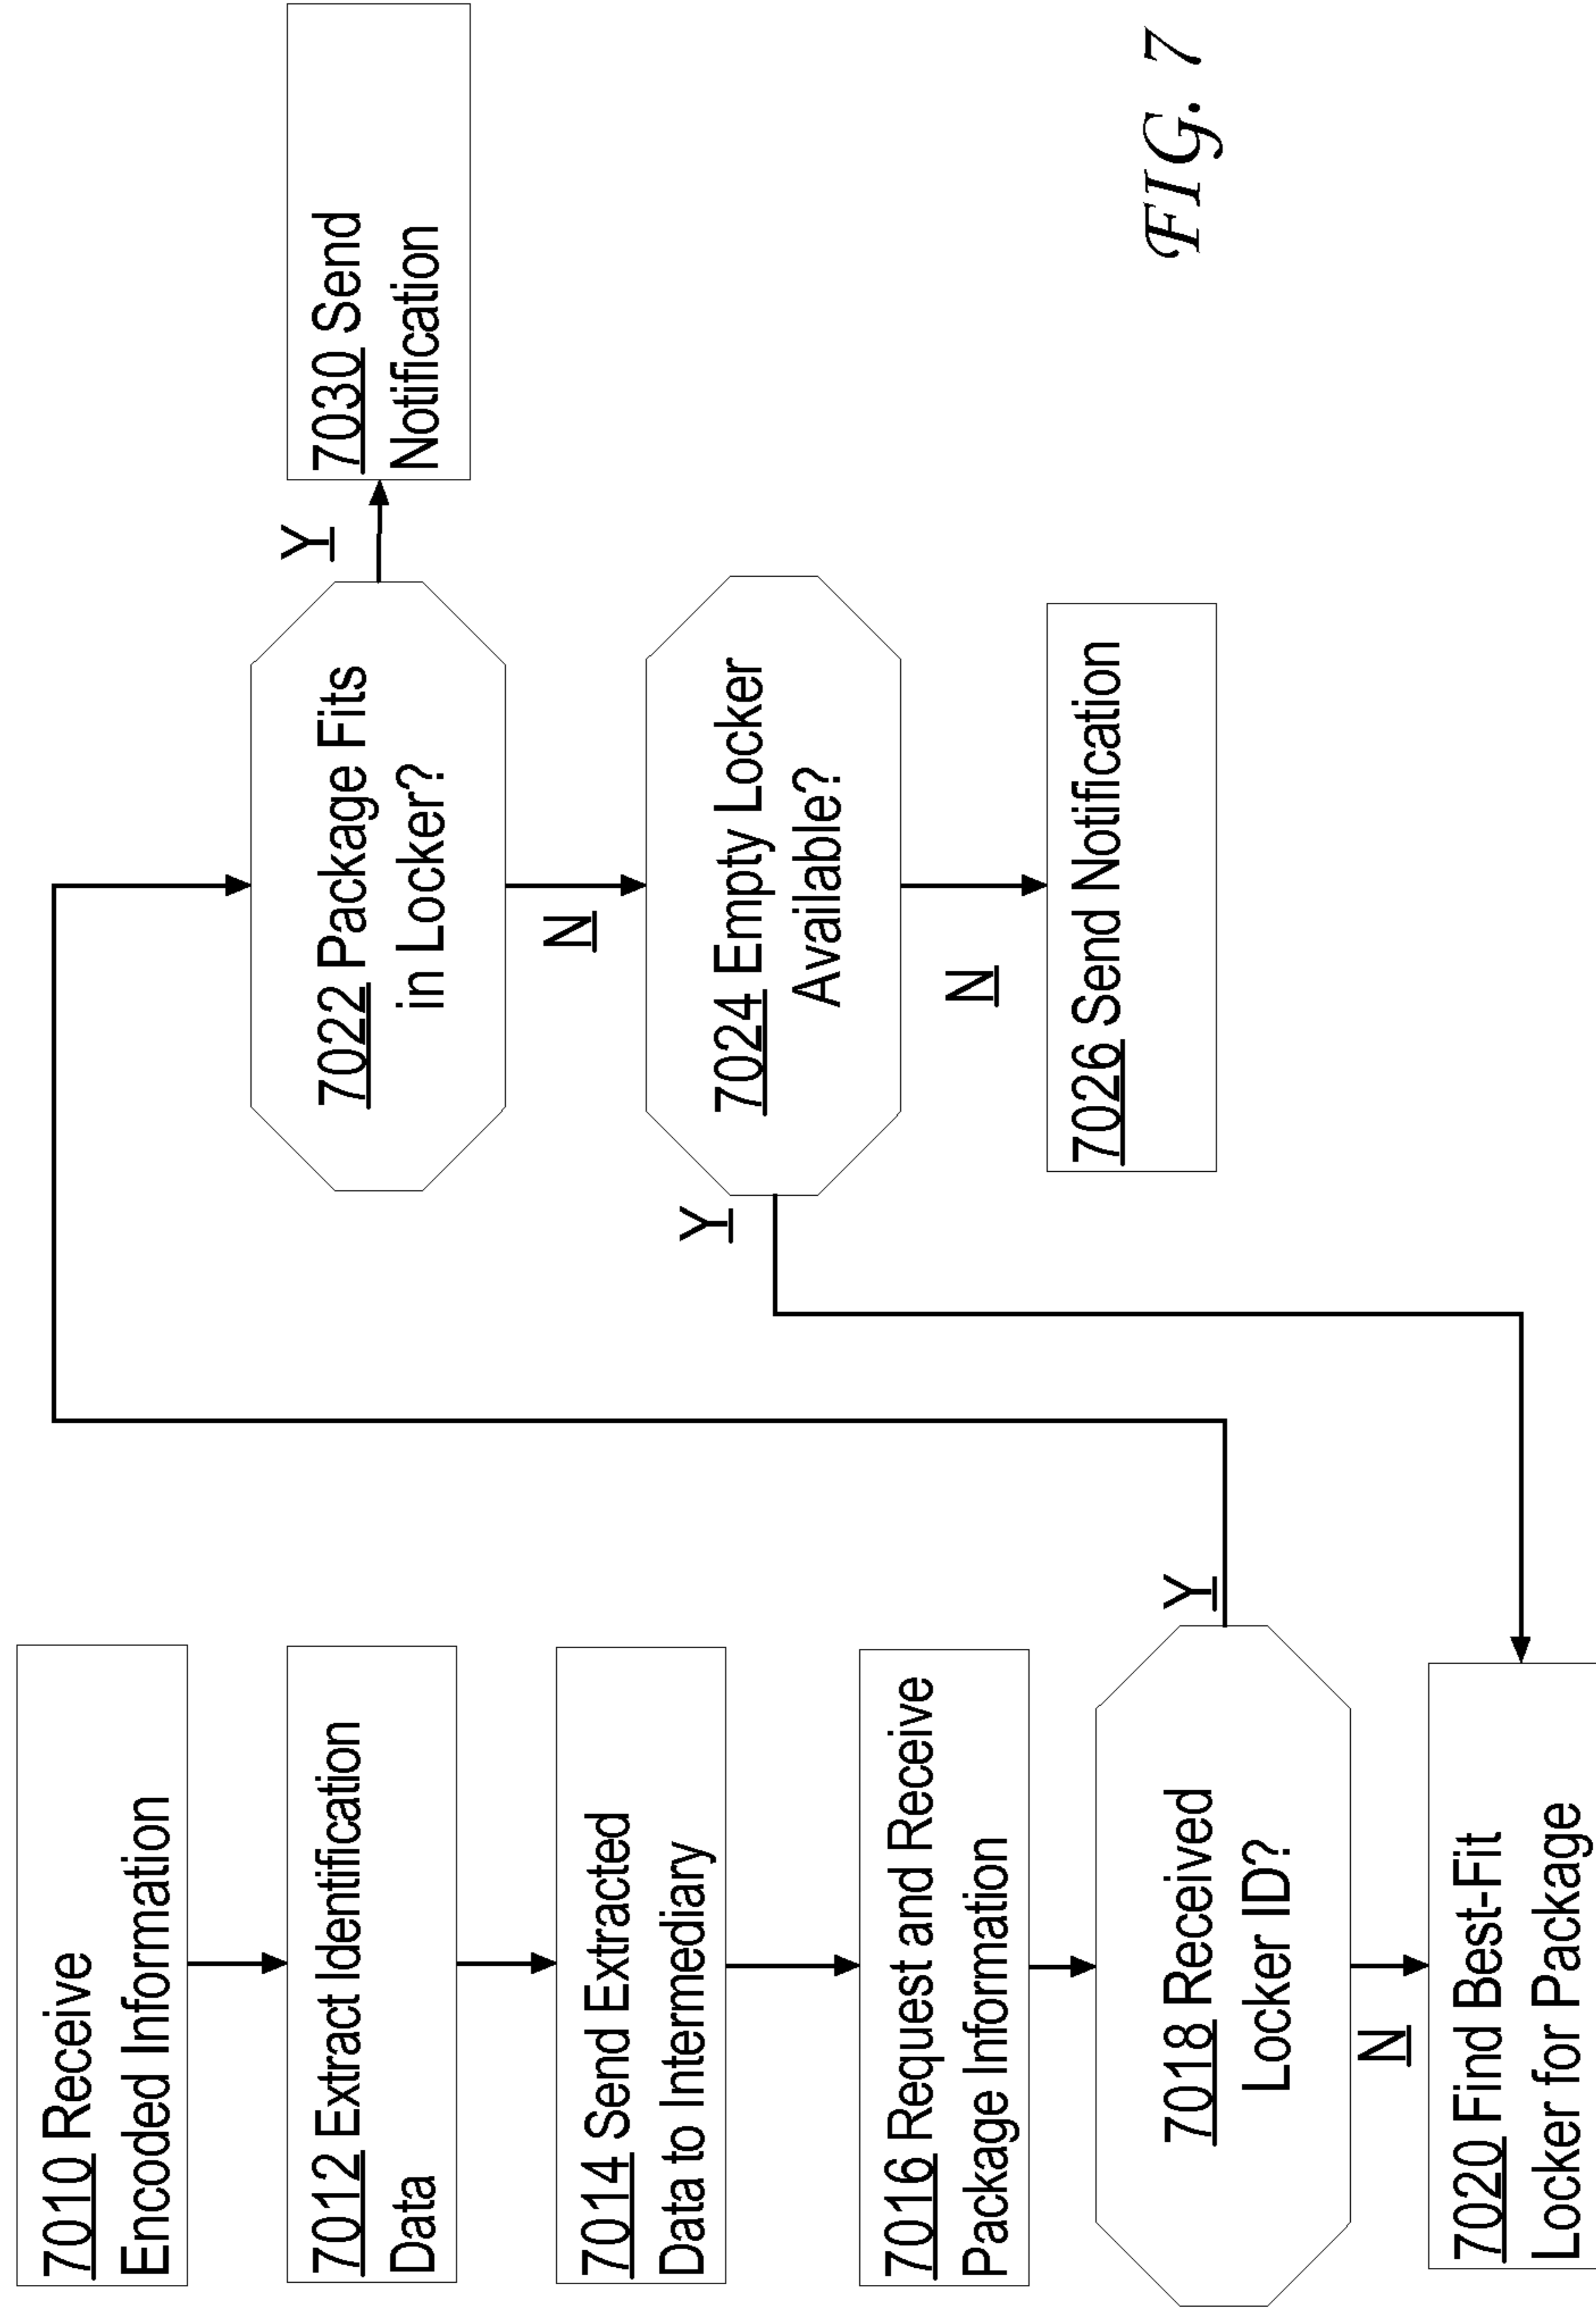 7010 Receive
Encoded Information
7012 Extract Identification
Data
7014 Send Extracted
Data to Intermediary
7016 Request and Receive
Package Information
7018 Received
Locker ID?
Y
N
7020 Find Best-Fit
Locker for Package
7022 Package Fits
in Locker?
Y
N
7030 Send
Notification
7024 Empty Locker
Available?
Y
N
7026 Send Notification
FIG. 7